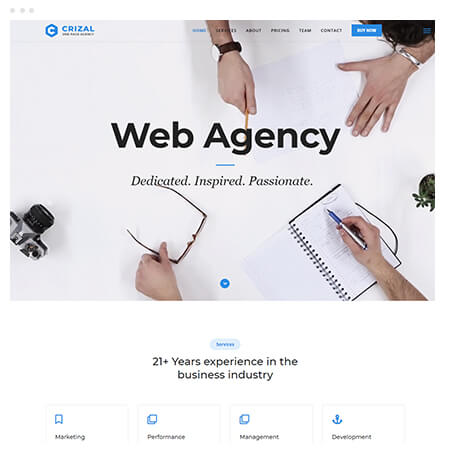 CRIZAL
ONE PAGE AGENCY
HOME SERVICES ABOUT PRICING TEAM CONTACT BUY NOW
Web Agency
Dedicated. Inspired. Passionate.
Services
21+ Years experience in the
business industry
Marketing Performance Management Development